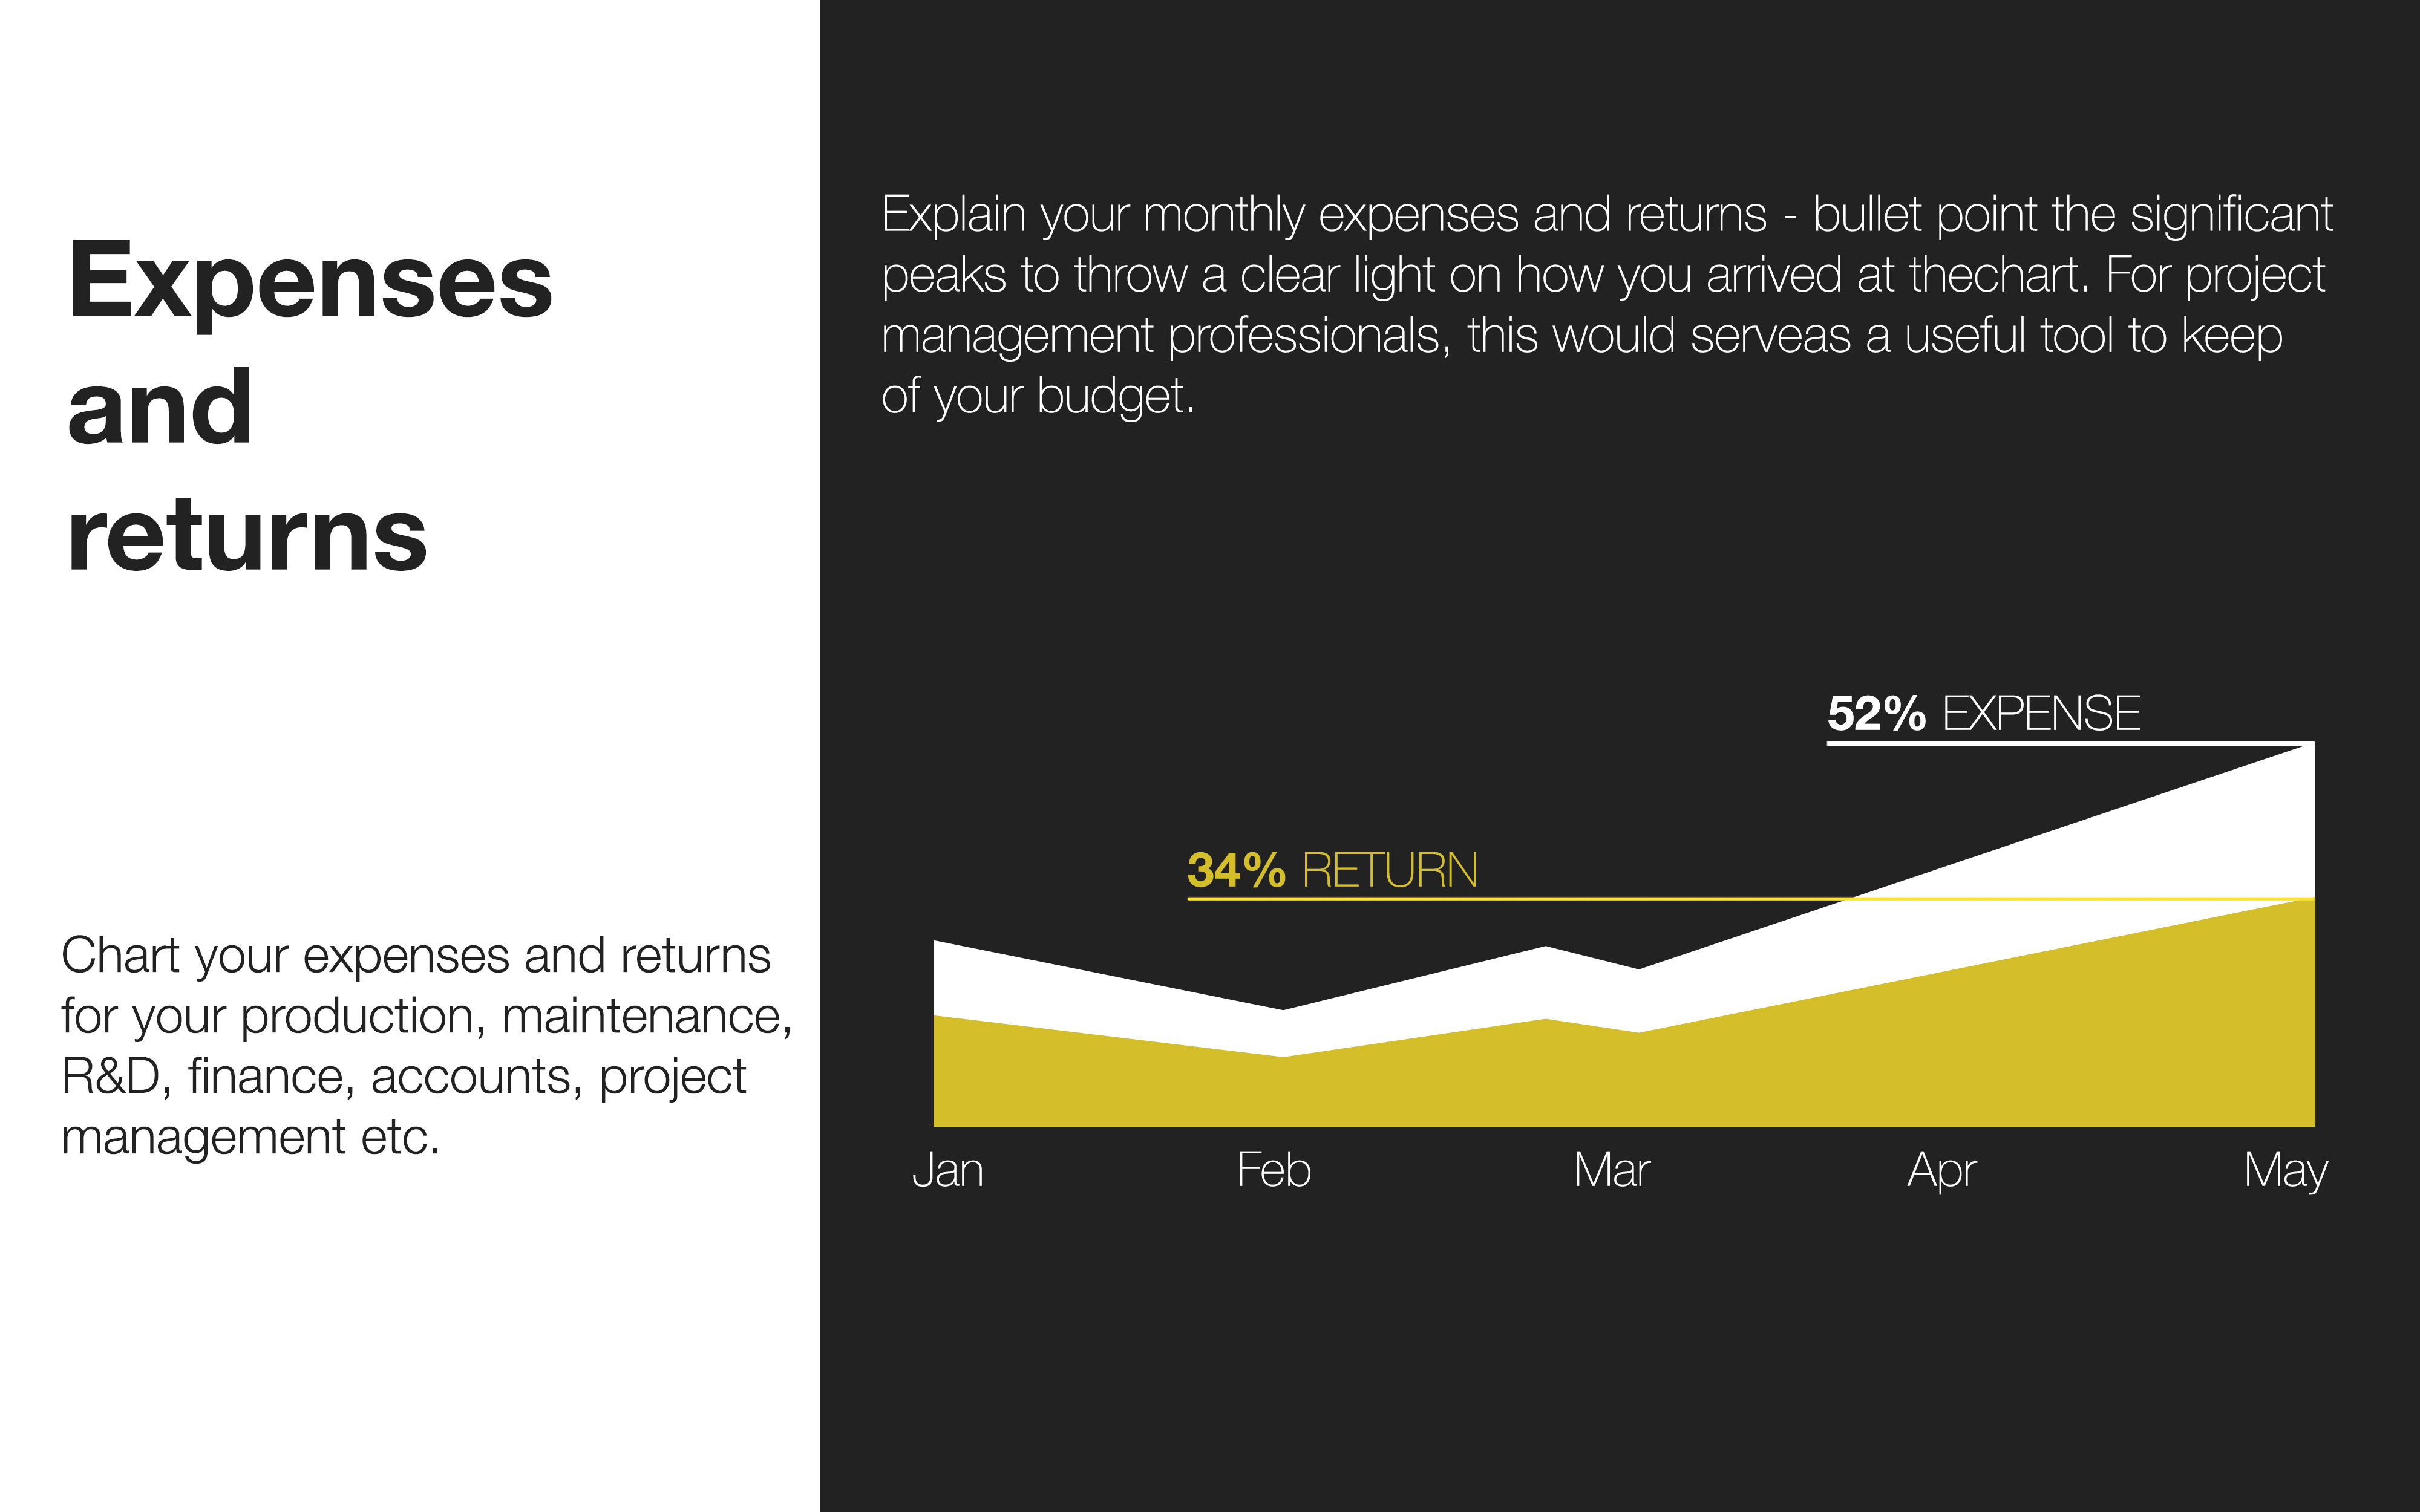 Expenses
and
returns
Chart your expenses and returns
for your production, maintenance,
R&D, finance, accounts, project
management etc.
Explain your monthly expenses and returns - bullet point the significant
peaks to throw a clear light on how you arrived at thechart. For project
management professionals, this would serveas a useful tool to keep
of your budget.
52% EXPENSE
34% RETURN
Jan Feb Mar Apr May